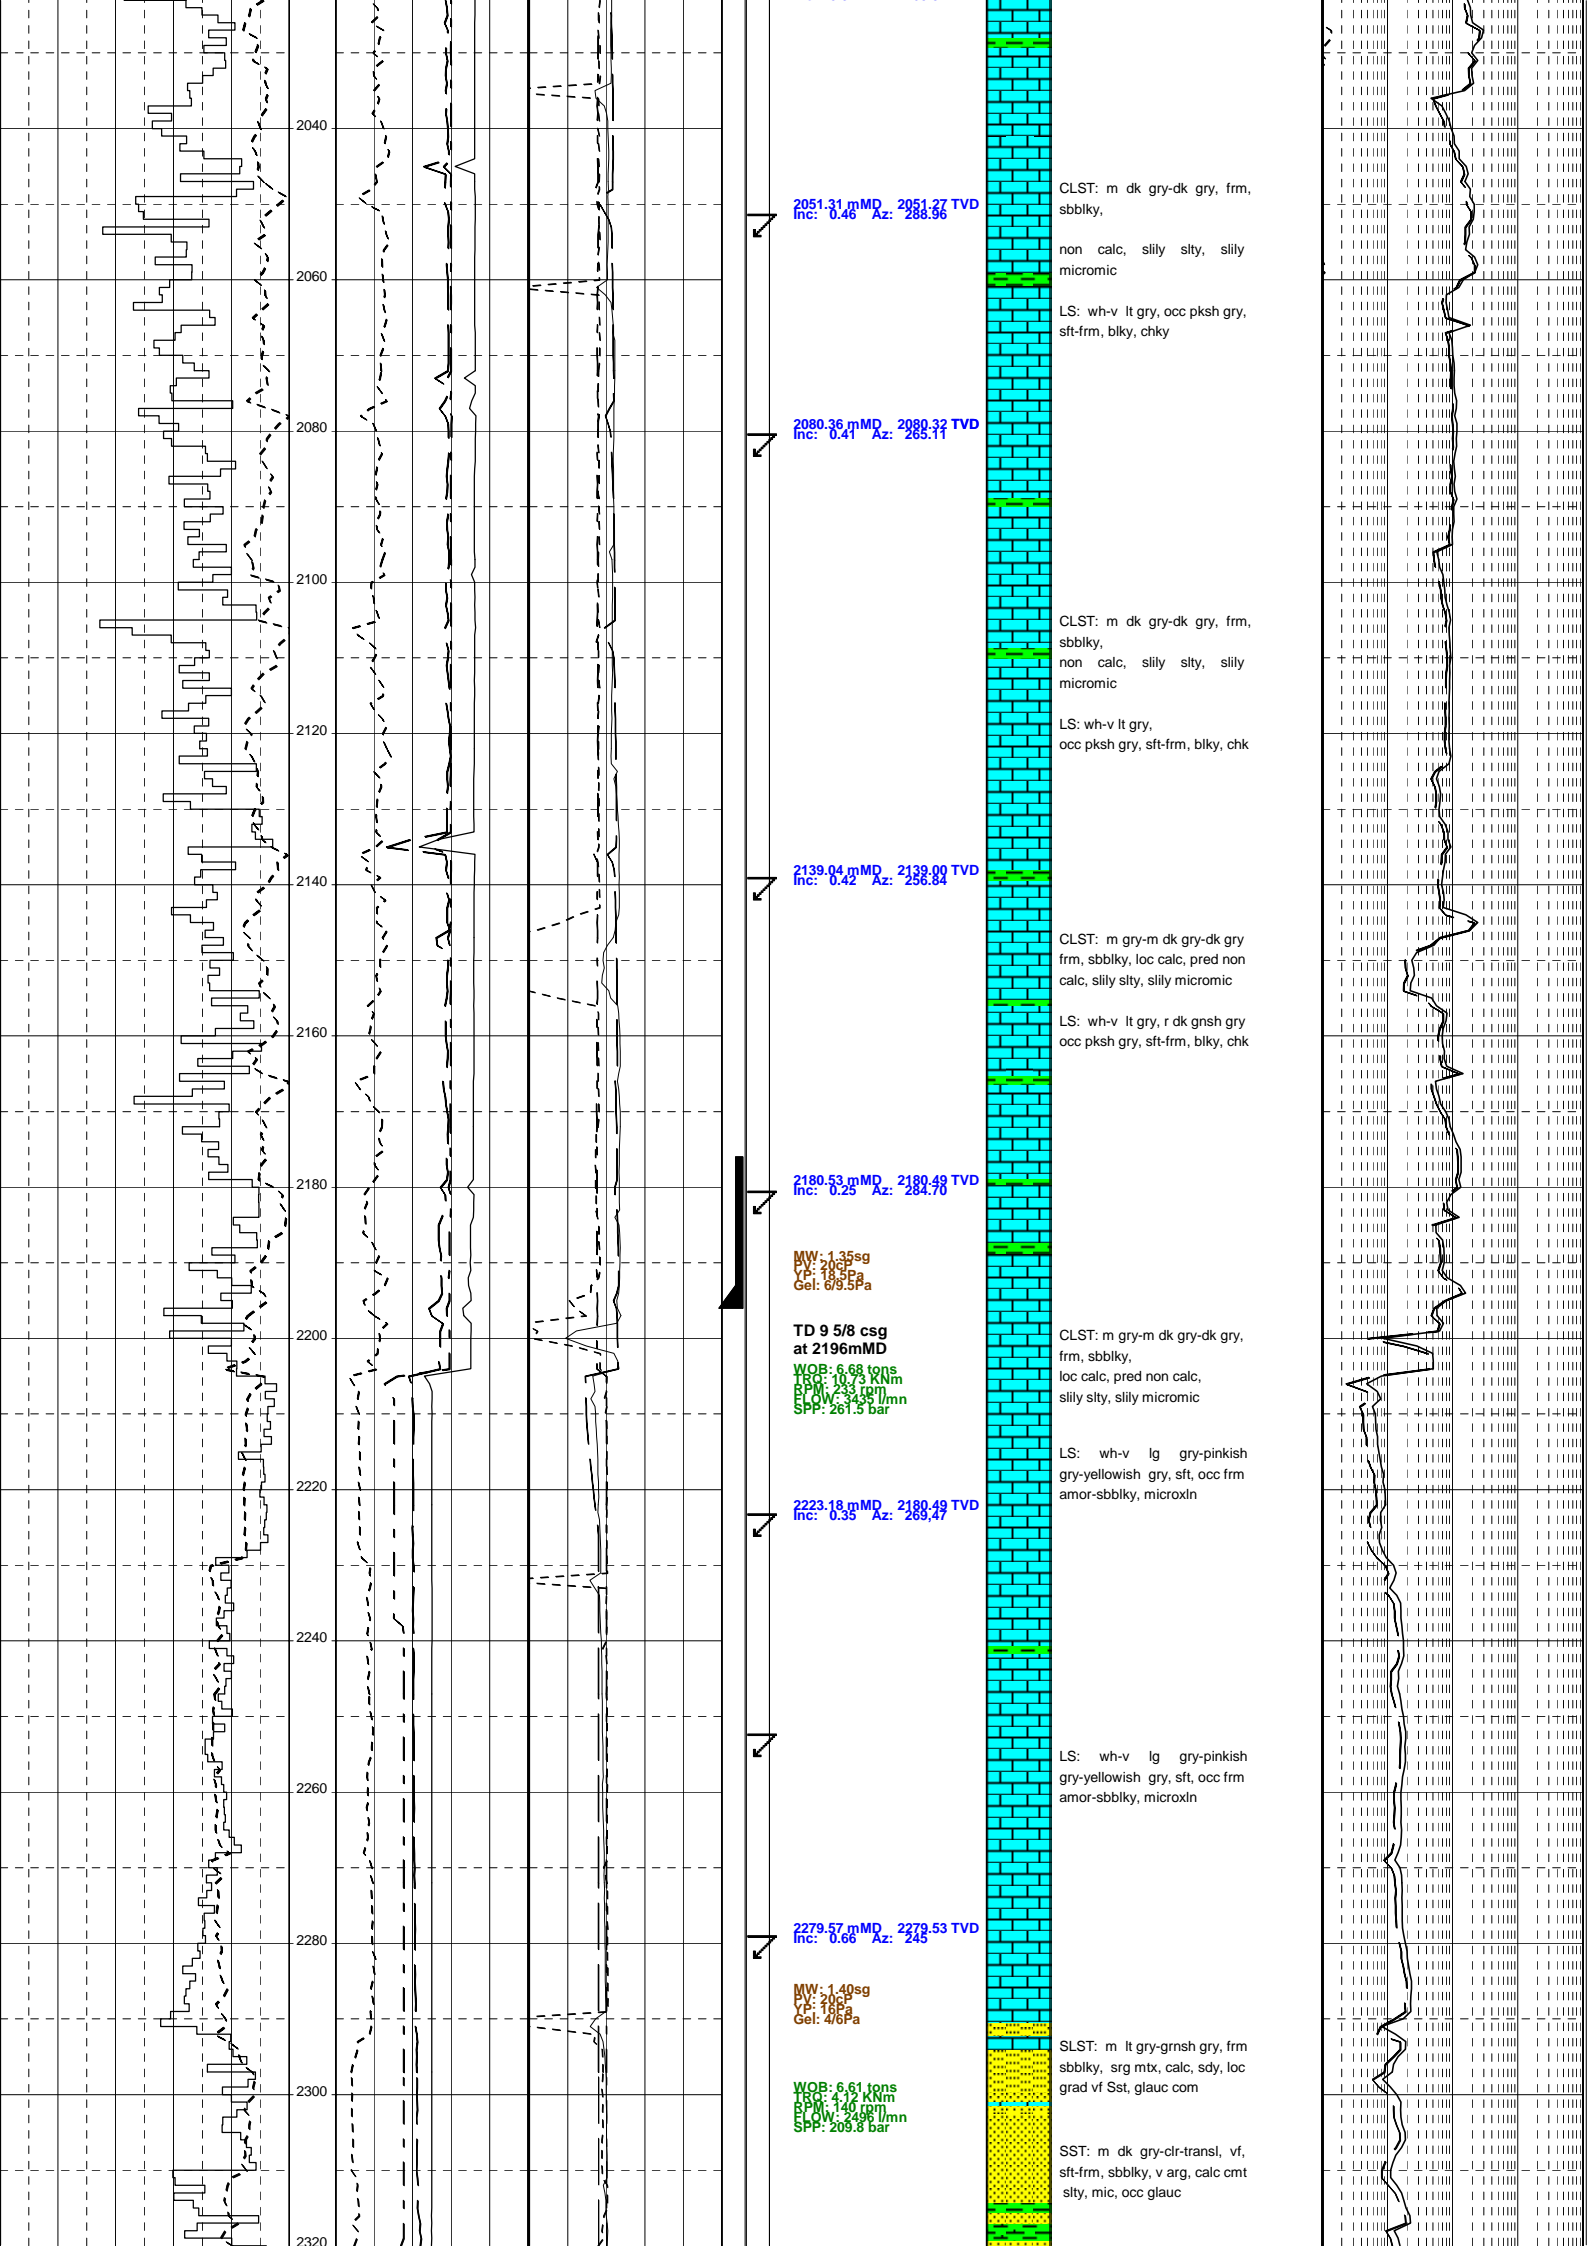 2040
CLST: m dk gry-dk gry, frm,
sbblky,
2051.31 mMD 2051.27 TVD
Inc: 0.46 Az: 288.96
non calc, slily slty, slily
micromic
2060
LS: wh-v lt gry, occ pksh gry,
sft-frm, blky, chky
2080.36 mMD 2080.32 TVD
Inc: 0.41 Az: 265.11
2080
2100
CLST: m dk gry-dk gry, frm,
sbblky,
non calc, slily slty, slily
micromic
LS: wh-v lt gry,
occ pksh gry, sft-frm, blky, chk
2120
2139.04 mMD 2139.00 TVD
Inc: 0.42 Az: 256.84
2140
CLST: m gry-m dk gry-dk gry
frm, sbblky, loc calc, pred non
calc, slily slty, slily micromic
LS: wh-v lt gry, r dk gnsh gry
occ pksh gry, sft-frm, blky, chk
2160
2180.53 mMD 2180.49 TVD
Inc: 0.25 Az: 284.70
2180
MW: 1.35sg
PV: 20cP
YP: 18.5Pa
Gel: 6/9.5Pa
TD 9 5/8 csg
at 2196mMD
2200
CLST: m gry-m dk gry-dk gry,
frm, sbblky,
loc calc, pred non calc,
slily slty, slily micromic
WOB: 6.68 tons
TRQ: 10.73 KNm
RPM: 233 rpm
FLOW: 3435 l/mn
SPP: 261.5 bar
LS: wh-v lg gry-pinkish
gry-yellowish gry, sft, occ frm
amor-sbblky, microxln
2220
2223.18 mMD 2180.49 TVD
Inc: 0.35 Az: 269,47
2240
LS: wh-v lg gry-pinkish
gry-yellowish gry, sft, occ frm
amor-sbblky, microxln
2260
2279.57 mMD 2279.53 TVD
Inc: 0.66 Az: 245
2280
MW: 1.40sg
PV: 20cP
YP: 16Pa
Gel: 4/6Pa
SLST: m lt gry-grnsh gry, frm
sbblky, srg mtx, calc, sdy, loc
grad vf Sst, glauc com
2300
WOB: 6.61 tons
TRQ: 4.12 KNm
RPM: 140 rpm
FLOW: 2496 l/mn
SPP: 209.8 bar
SST: m dk gry-clr-transl, vf,
sft-frm, sbblky, v arg, calc cmt
slty, mic, occ glauc
2320